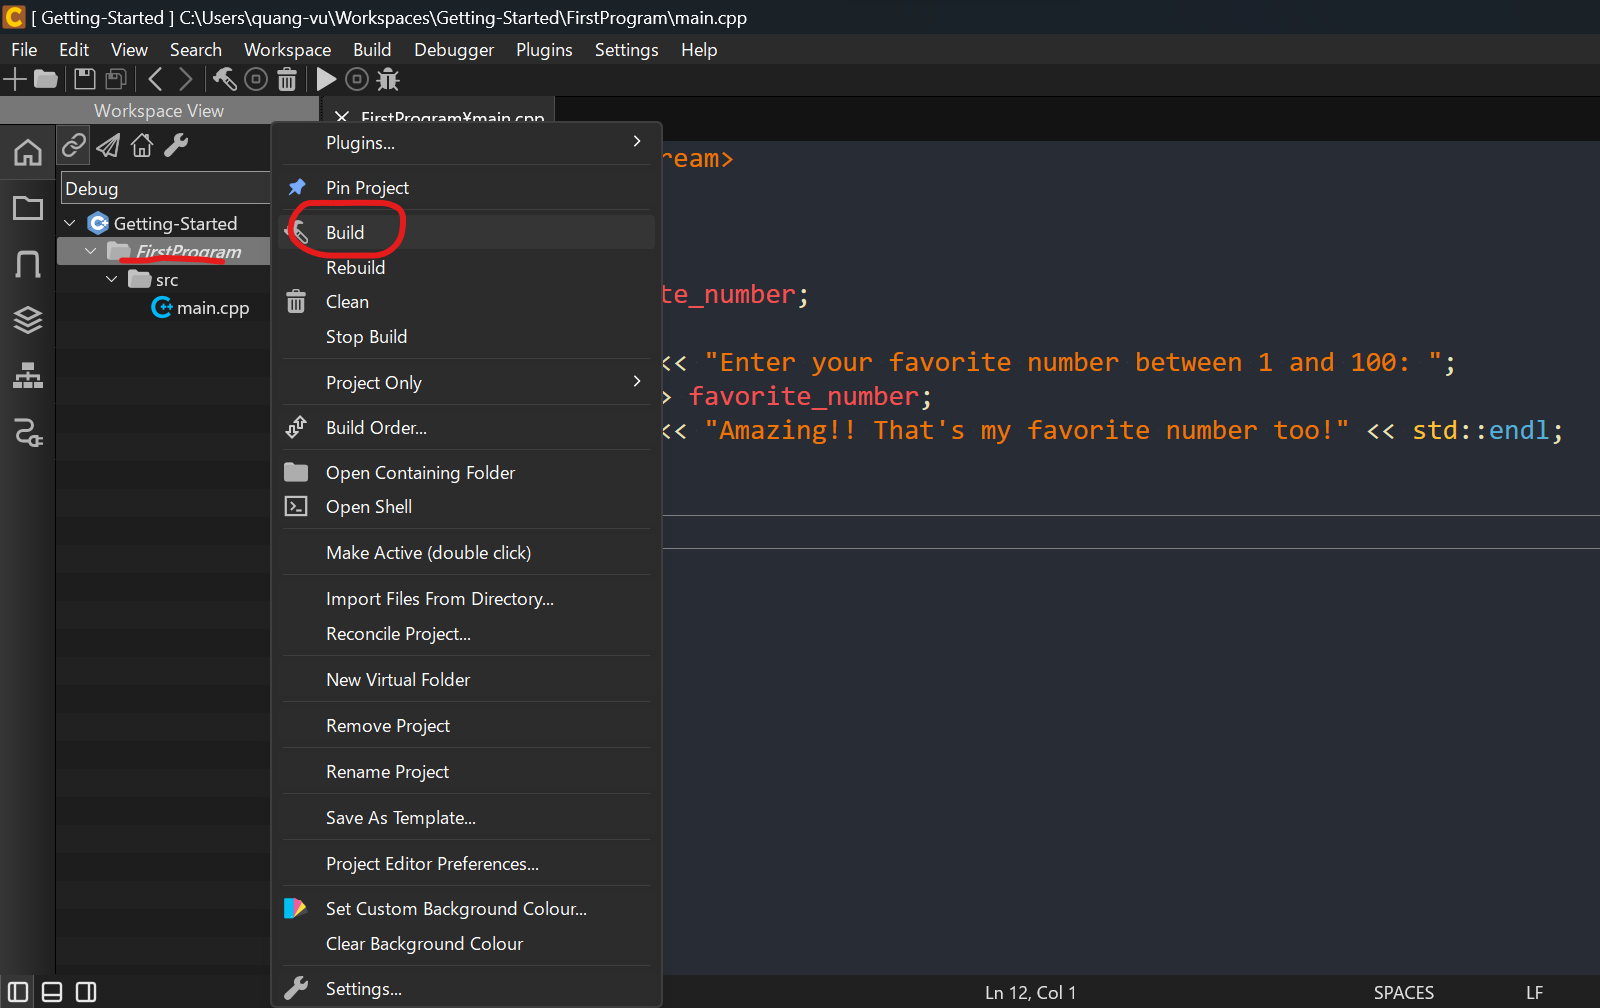 [ Getting-Started ] C:\Users\quang-vu\Workspaces\Getting-Started\FirstProgram\main.cpp
File Edit View Search Workspace Build Debugger Plugins Settings Help
Workspace View
FirstProgram¥main.cpp
Debug
Getting-Started
FirstProgram
src
main.cpp
Plugins...
Pin Project
Build
Rebuild
Clean
Stop Build
Project Only
Build Order...
Open Containing Folder
Open Shell
Make Active (double click)
Import Files From Directory...
Reconcile Project...
New Virtual Folder
Remove Project
Rename Project
Save As Template...
Project Editor Preferences...
Set Custom Background Colour...
Clear Background Colour
Settings...
ream>
te_number;
<< "Enter your favorite number between 1 and 100: ";
> favorite_number;
<< "Amazing!! That's my favorite number too!" << std::endl;
Ln 12, Col 1 SPACES LF